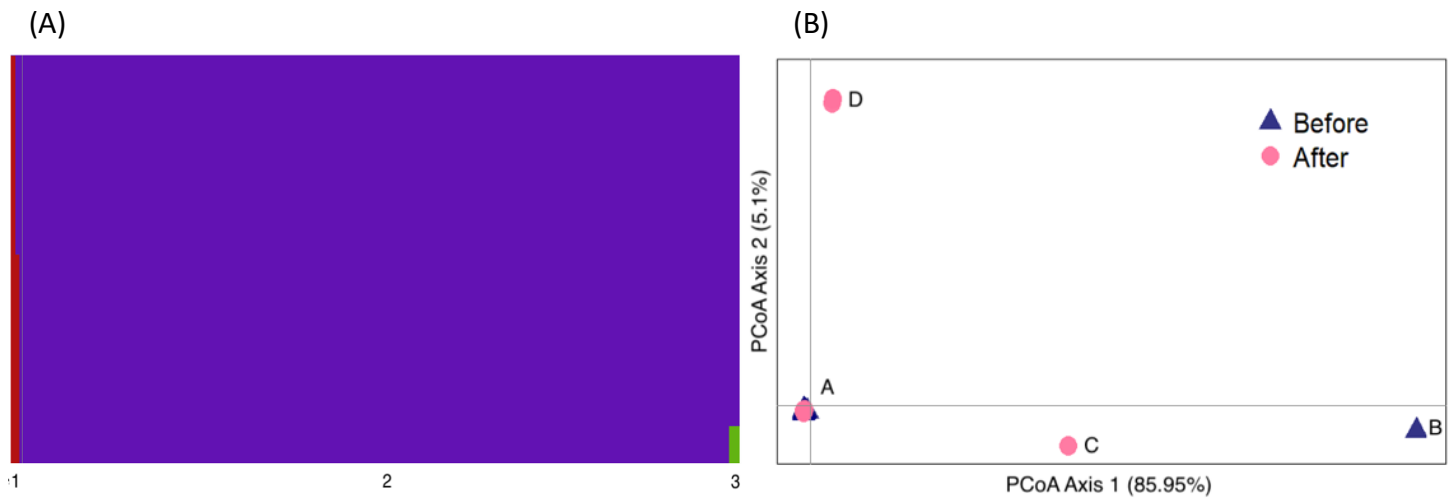 (A)
(B)
1
2
3
PCoA Axis 2 (5.1%)
D
Before
After
A
C
B
PCoA Axis 1 (85.95%)